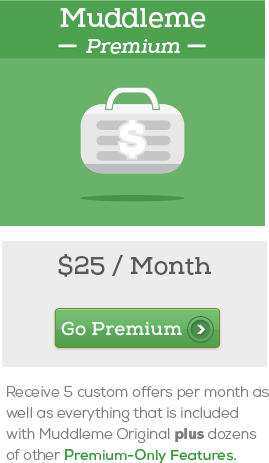 Muddleme
— Premium —
$
$25 / Month
Go Premium
Receive 5 custom offers per month as
well as everything that is included
with Muddleme Original plus dozens
of other Premium-Only Features.